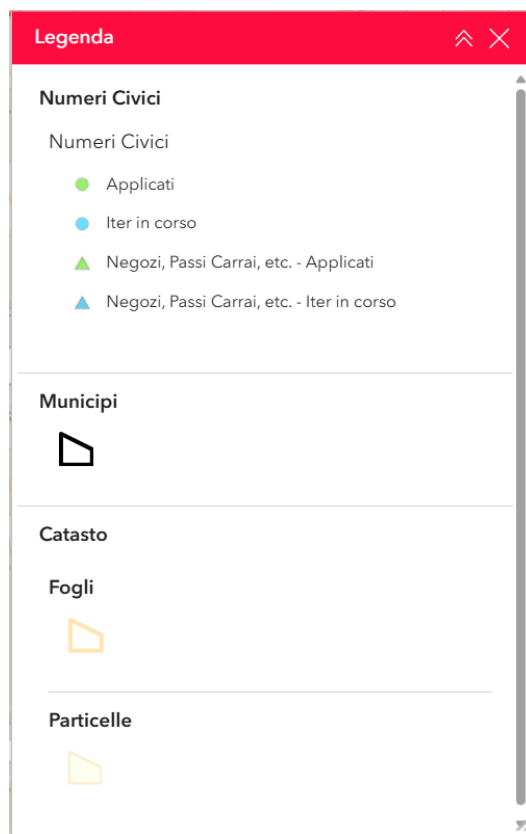 Legenda
Numeri Civici
Numeri Civici
Applicati
Iter in corso
Negozi, Passi Carrai, etc. - Applicati
Negozi, Passi Carrai, etc. - Iter in corso
Municipi
Catasto
Fogli
Particelle